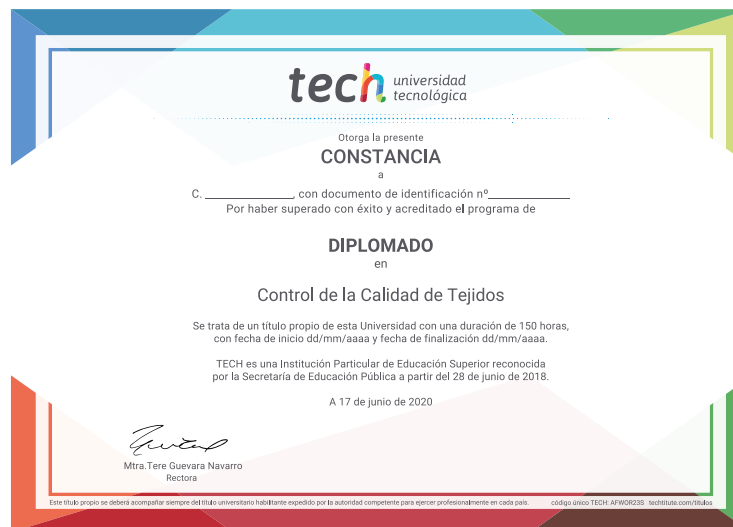 tech universidad
tecnológica
Otorga la presente
CONSTANCIA
a
C. ______________, con documento de identificación nº______________
Por haber superado con éxito y acreditado el programa de
DIPLOMADO
en
Control de la Calidad de Tejidos
Se trata de un título propio de esta Universidad con una duración de 150 horas,
con fecha de inicio dd/mm/aaaa y fecha de finalización dd/mm/aaaa.
TECH es una Institución Particular de Educación Superior reconocida
por la Secretaría de Educación Pública a partir del 28 de junio de 2018.
A 17 de junio de 2020
Mtra.Tere Guevara Navarro
Rectora
Este título propio se deberá acompañar siempre del título universitario habilitante expedido por la autoridad competente para ejercer profesionalmente en cada país. código único TECH: AFWOR23S techtitute.com/titulos